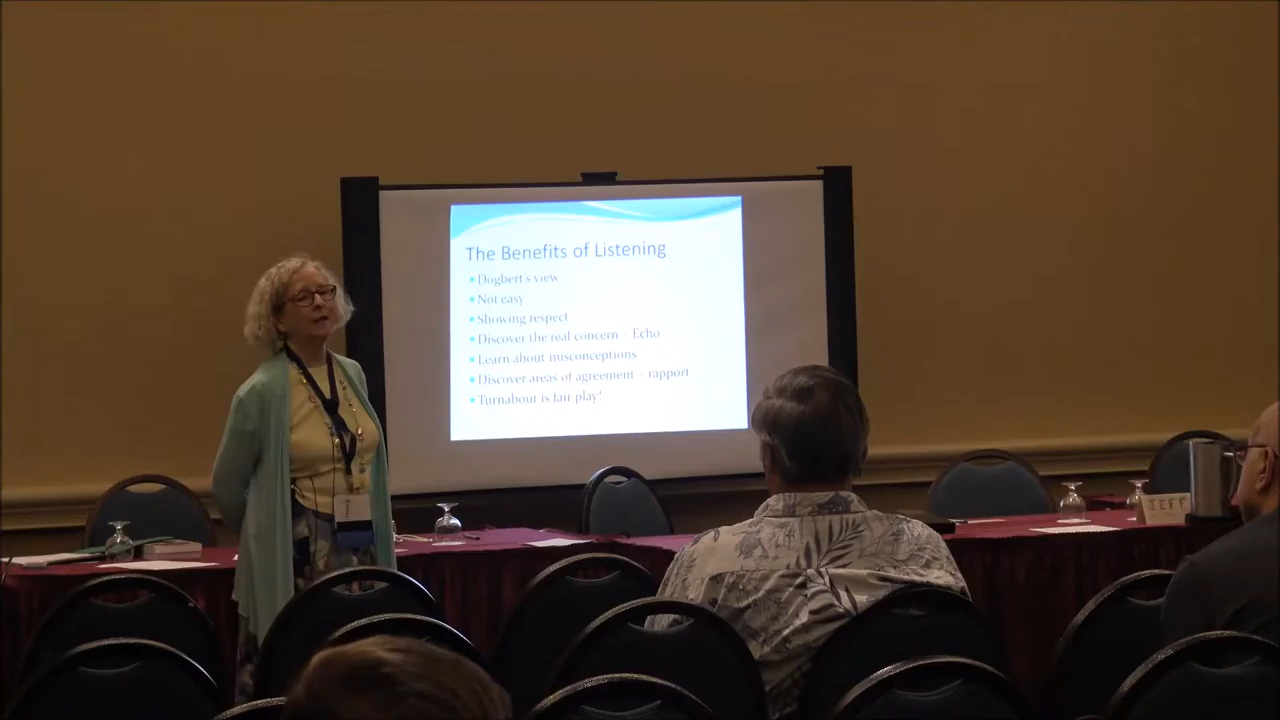 The Benefits of Listening
Dogbert's view
Not easy
Showing respect
Discover the real concern – Echo
Learn about misconceptions
Discover areas of agreement – rapport
Turnabout is fair play!
JEFF